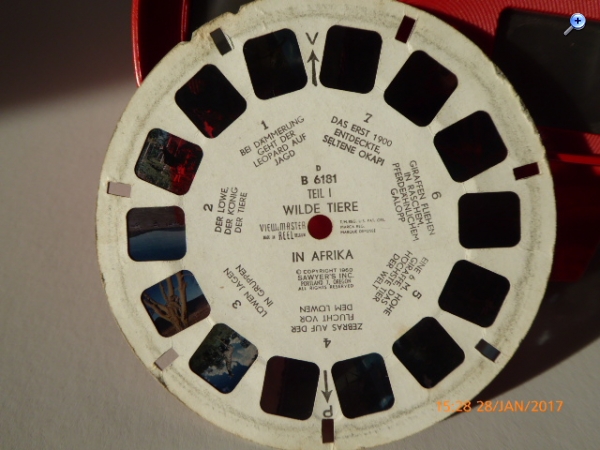 V
1
BEI DÄMMERUNG
GEHT DER
LEOPARD AUF
JAGD
7
DAS ERST 1900
ENTDECKTE,
SELTENE OKAPI
D
B 6181
TEIL I
WILDE TIERE
VIEW-MASTER
REEL
IN AFRIKA
© COPYRIGHT 1960
SAWYER'S INC.
PORTLAND 7, OREGON
ALL RIGHTS RESERVED
2
DER LÖWE
DER KÖNIG
DER TIERE
6
GIRAFFEN FLIEHEN
IN RASCHEM,
PFERDEÄHNLICHEM
GALOPP
3
LÖWEN JAGEN
IN GRUPPEN
5
EINE 6 M. HOHE
GIRAFFE, DAS
HÖCHSTE TIER
DER WELT
4
ZEBRAS AUF DER
FLUCHT VOR
DEM LÖWEN
P
28 28/JAN/2017